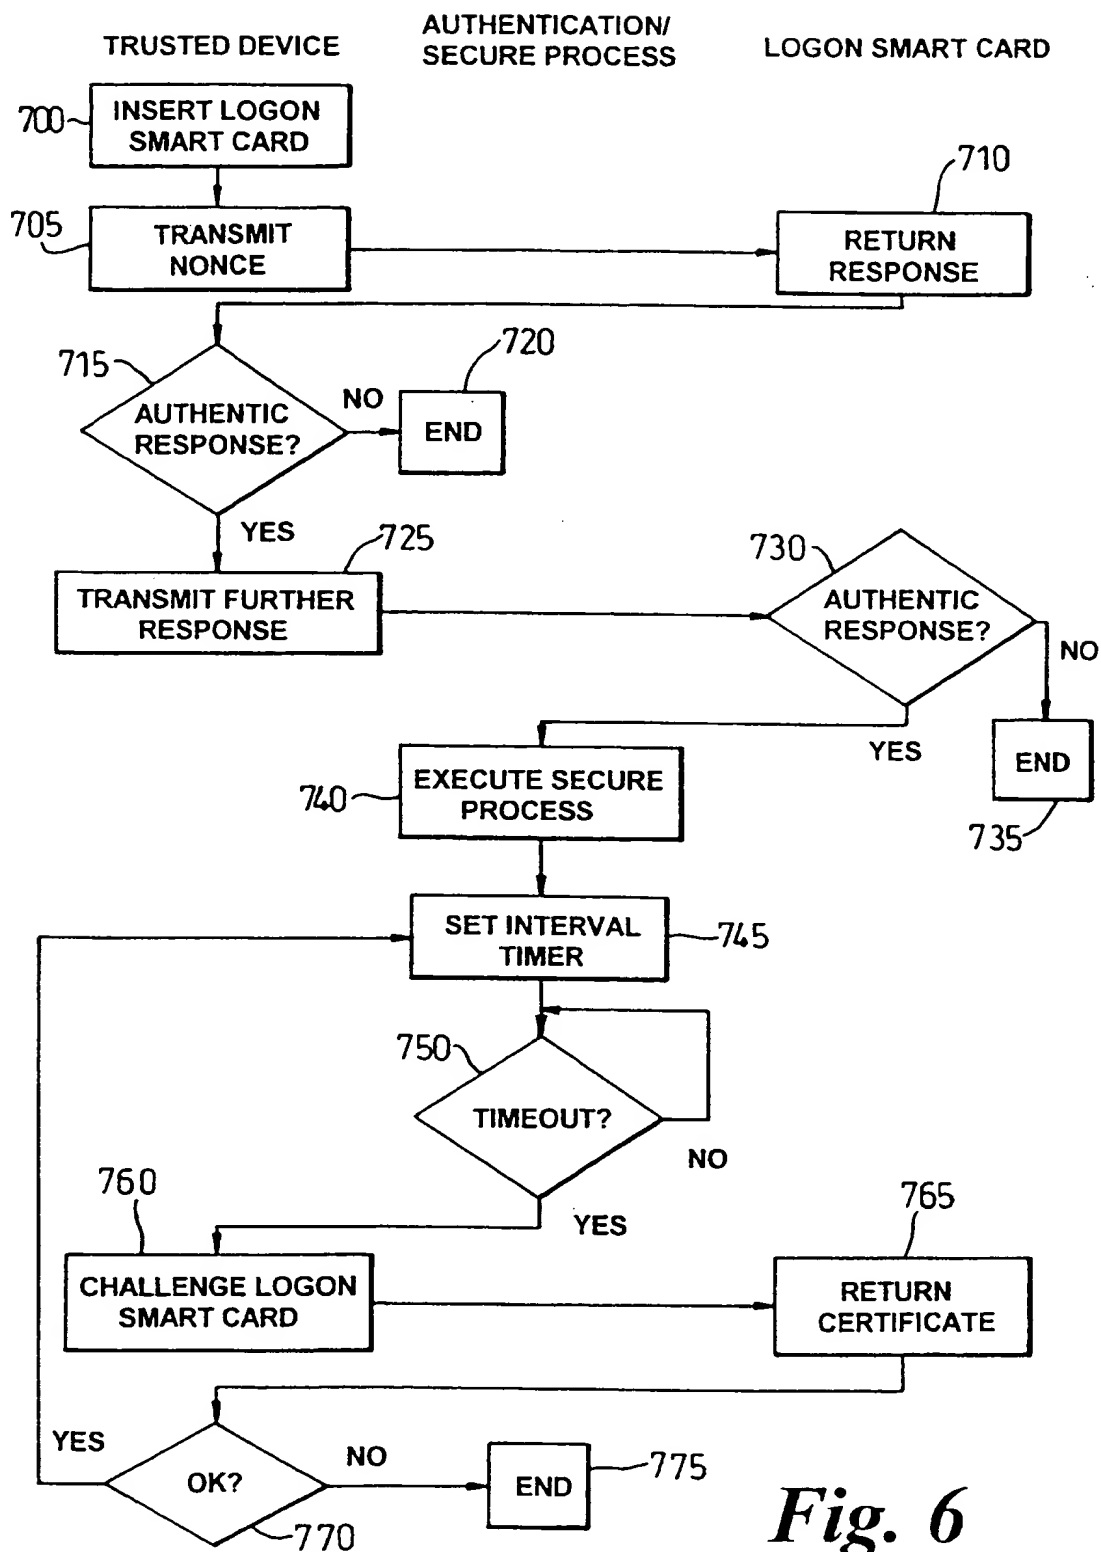 TRUSTED DEVICE
AUTHENTICATION/
SECURE PROCESS
LOGON SMART CARD
700
INSERT LOGON
SMART CARD
705
TRANSMIT
NONCE
710
RETURN
RESPONSE
715
AUTHENTIC
RESPONSE?
NO
720
END
YES
725
TRANSMIT FURTHER
RESPONSE
730
AUTHENTIC
RESPONSE?
NO
YES
END
735
740
EXECUTE SECURE
PROCESS
SET INTERVAL
TIMER
745
750
TIMEOUT?
NO
YES
760
CHALLENGE LOGON
SMART CARD
765
RETURN
CERTIFICATE
YES
OK?
NO
770
END
775
Fig. 6